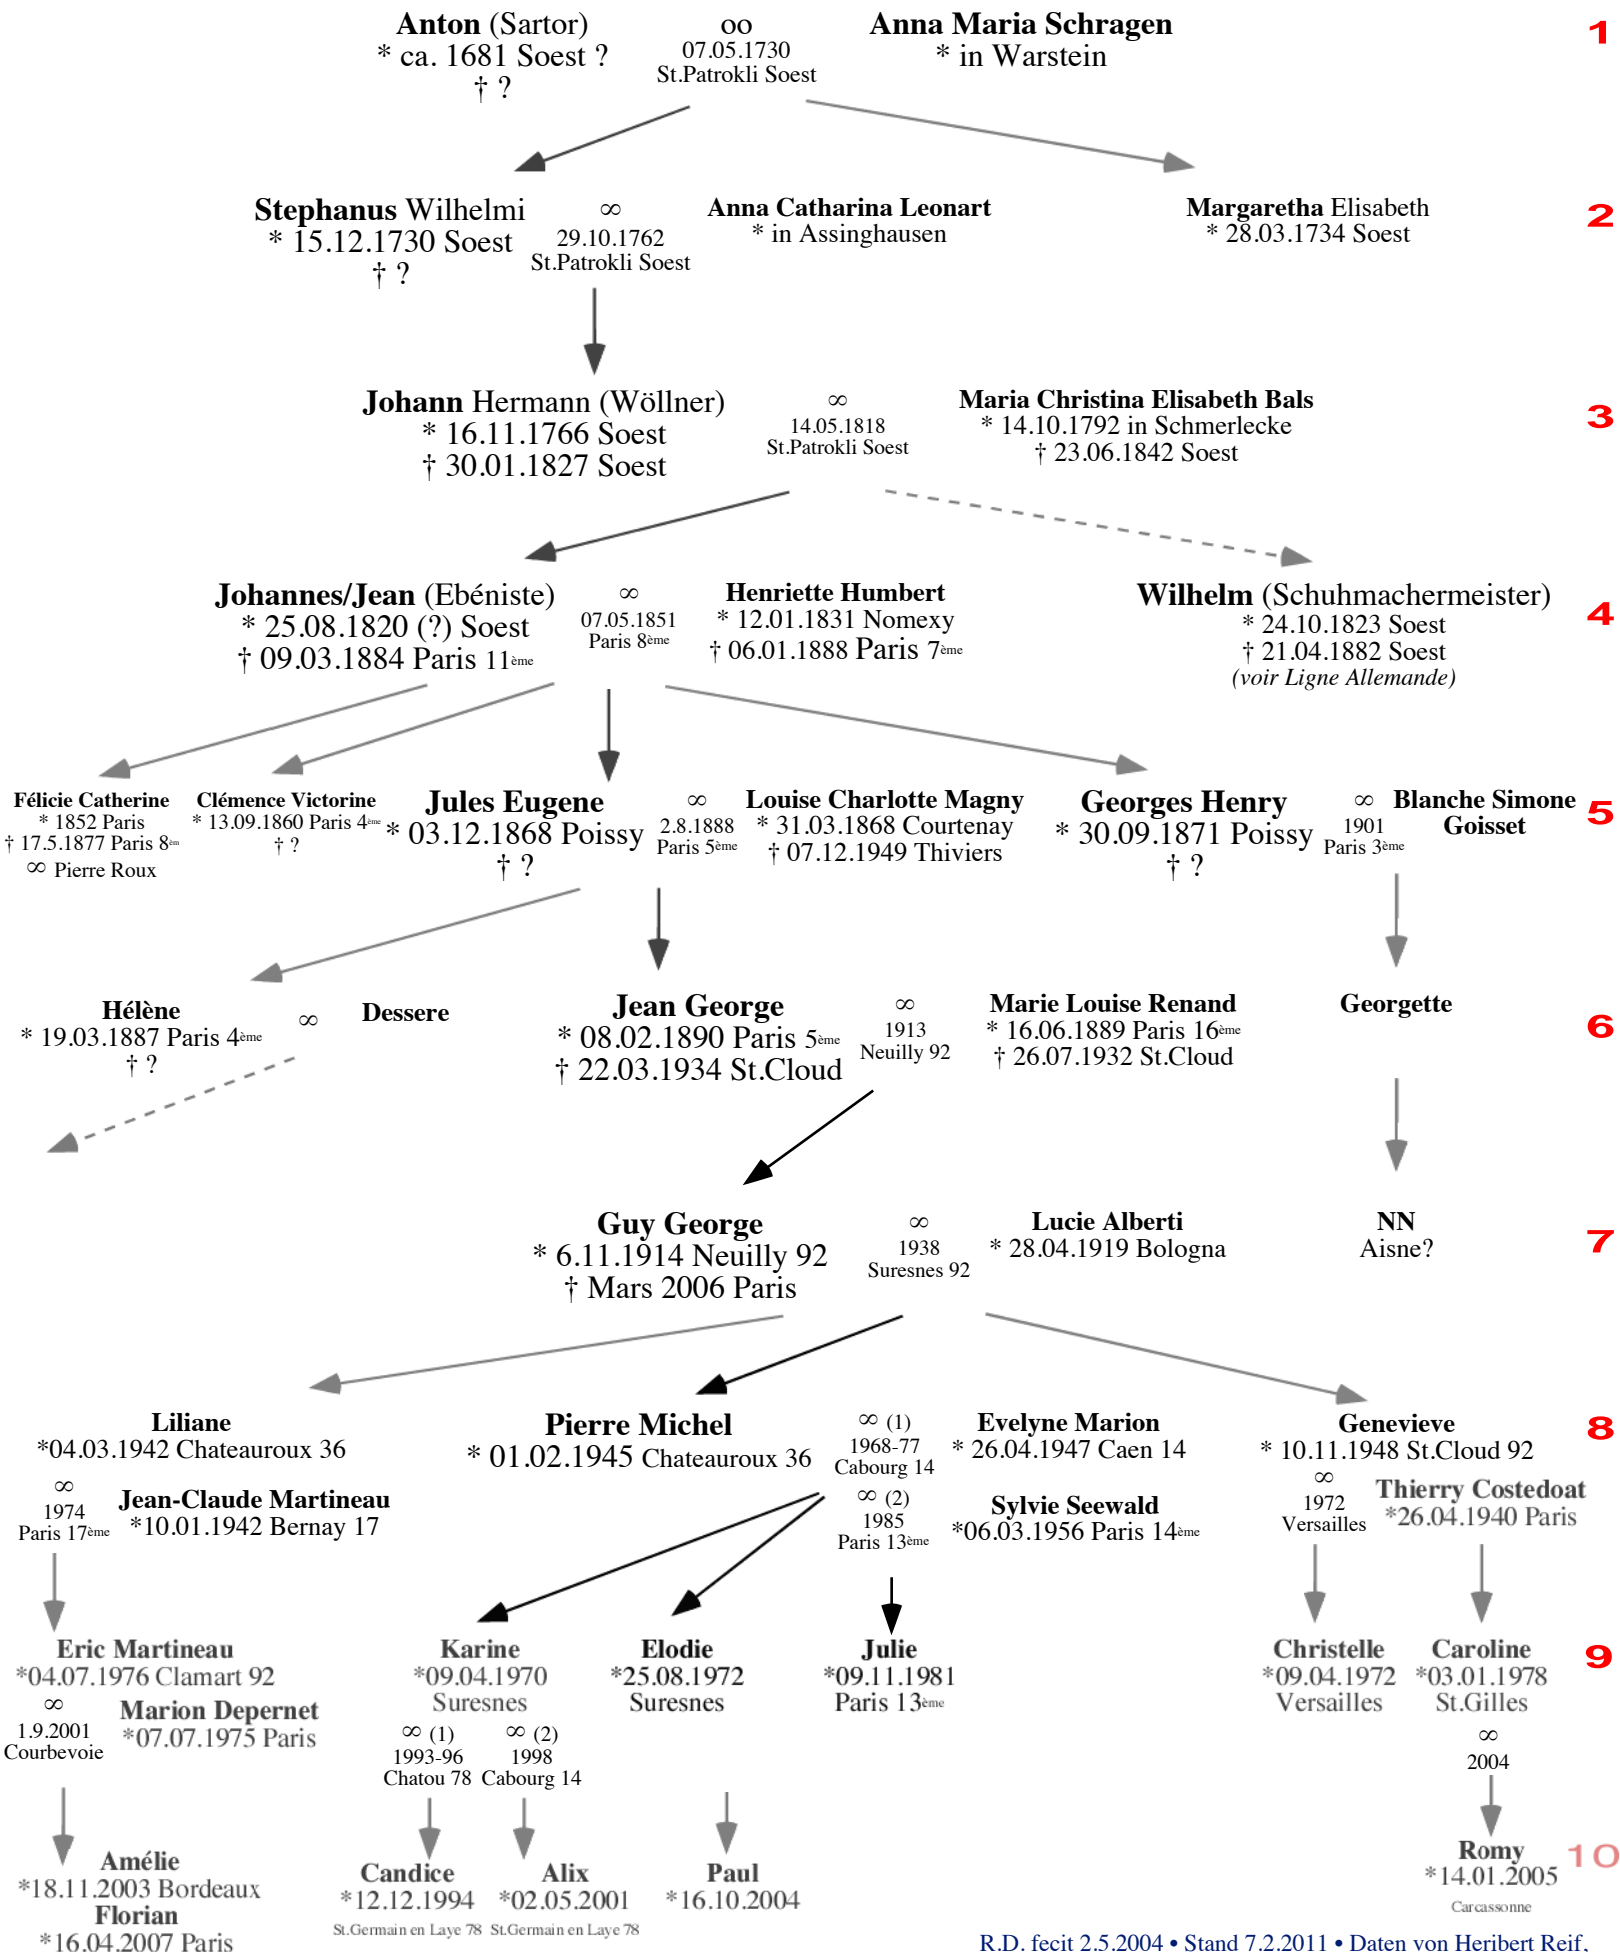 Anton (Sartor)
* ca. 1681 Soest ?
† ?
oo
07.05.1730
St.Patrokli Soest
Anna Maria Schragen
* in Warstein
1
Stephanus Wilhelmi
* 15.12.1730 Soest
† ?
∞
29.10.1762
St.Patrokli Soest
Anna Catharina Leonart
* in Assinghausen
Margaretha Elisabeth
* 28.03.1734 Soest
2
Johann Hermann (Wöllner)
* 16.11.1766 Soest
† 30.01.1827 Soest
∞
14.05.1818
St.Patrokli Soest
Maria Christina Elisabeth Bals
* 14.10.1792 in Schmerlecke
† 23.06.1842 Soest
3
Johannes/Jean (Ebéniste)
* 25.08.1820 (?) Soest
† 09.03.1884 Paris 11ème
∞
07.05.1851
Paris 8ème
Henriette Humbert
* 12.01.1831 Nomexy
† 06.01.1888 Paris 7ème
Wilhelm (Schuhmachermeister)
* 24.10.1823 Soest
† 21.04.1882 Soest
(voir Ligne Allemande)
4
Félicie Catherine
* 1852 Paris
† 17.5.1877 Paris 8èm
∞ Pierre Roux
Clémence Victorine
* 13.09.1860 Paris 4ème
† ?
Jules Eugene
* 03.12.1868 Poissy
† ?
∞
2.8.1888
Paris 5ème
Louise Charlotte Magny
* 31.03.1868 Courtenay
† 07.12.1949 Thiviers
Georges Henry
* 30.09.1871 Poissy
† ?
∞
1901
Paris 3ème
Blanche Simone
Goisset
5
Hélène
* 19.03.1887 Paris 4ème
† ?
∞
Dessere
Jean George
* 08.02.1890 Paris 5ème
† 22.03.1934 St.Cloud
∞
1913
Neuilly 92
Marie Louise Renand
* 16.06.1889 Paris 16ème
† 26.07.1932 St.Cloud
Georgette
6
Guy George
* 6.11.1914 Neuilly 92
† Mars 2006 Paris
∞
1938
Suresnes 92
Lucie Alberti
* 28.04.1919 Bologna
NN
Aisne?
7
Liliane
*04.03.1942 Chateauroux 36
∞
1974
Paris 17ème
Jean-Claude Martineau
*10.01.1942 Bernay 17
Pierre Michel
* 01.02.1945 Chateauroux 36
∞ (1)
1968-77
Cabourg 14
∞ (2)
1985
Paris 13ème
Evelyne Marion
* 26.04.1947 Caen 14
Sylvie Seewald
*06.03.1956 Paris 14ème
Genevieve
* 10.11.1948 St.Cloud 92
∞
1972
Versailles
Thierry Costedoat
*26.04.1940 Paris
8
Eric Martineau
*04.07.1976 Clamart 92
∞
1.9.2001
Courbevoie
Marion Depernet
*07.07.1975 Paris
Karine
*09.04.1970
Suresnes
∞ (1)
1993-96
Chatou 78
∞ (2)
1998
Cabourg 14
Elodie
*25.08.1972
Suresnes
Julie
*09.11.1981
Paris 13ème
Christelle
*09.04.1972
Versailles
Caroline
*03.01.1978
St.Gilles
∞
2004
9
Amélie
*18.11.2003 Bordeaux
Florian
*16.04.2007 Paris
Candice
*12.12.1994
St.Germain en Laye 78
Alix
*02.05.2001
St.Germain en Laye 78
Paul
*16.10.2004
Romy
*14.01.2005
Carcassonne
10
R.D. fecit 2.5.2004 • Stand 7.2.2011 • Daten von Heribert Reif,